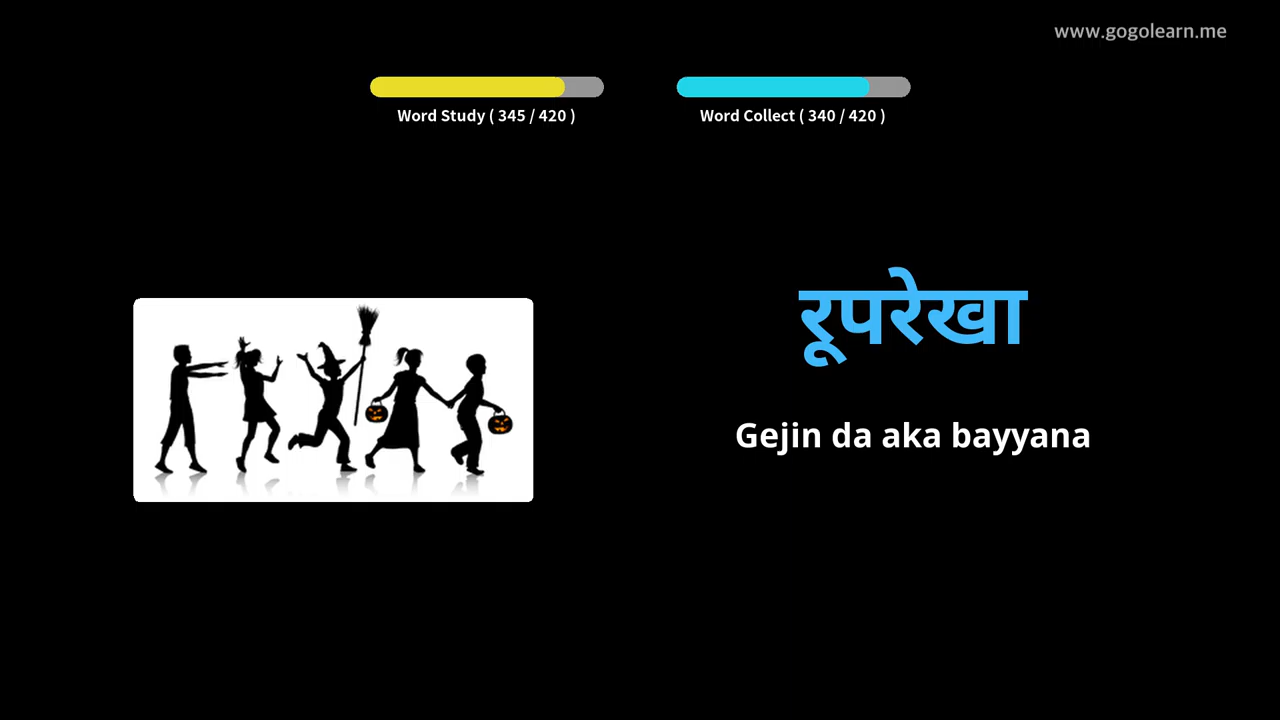 www.gogolearn.me
Word Study ( 345 / 420 )
Word Collect ( 340 / 420 )
रूपरेखा
Gejin da aka bayyana